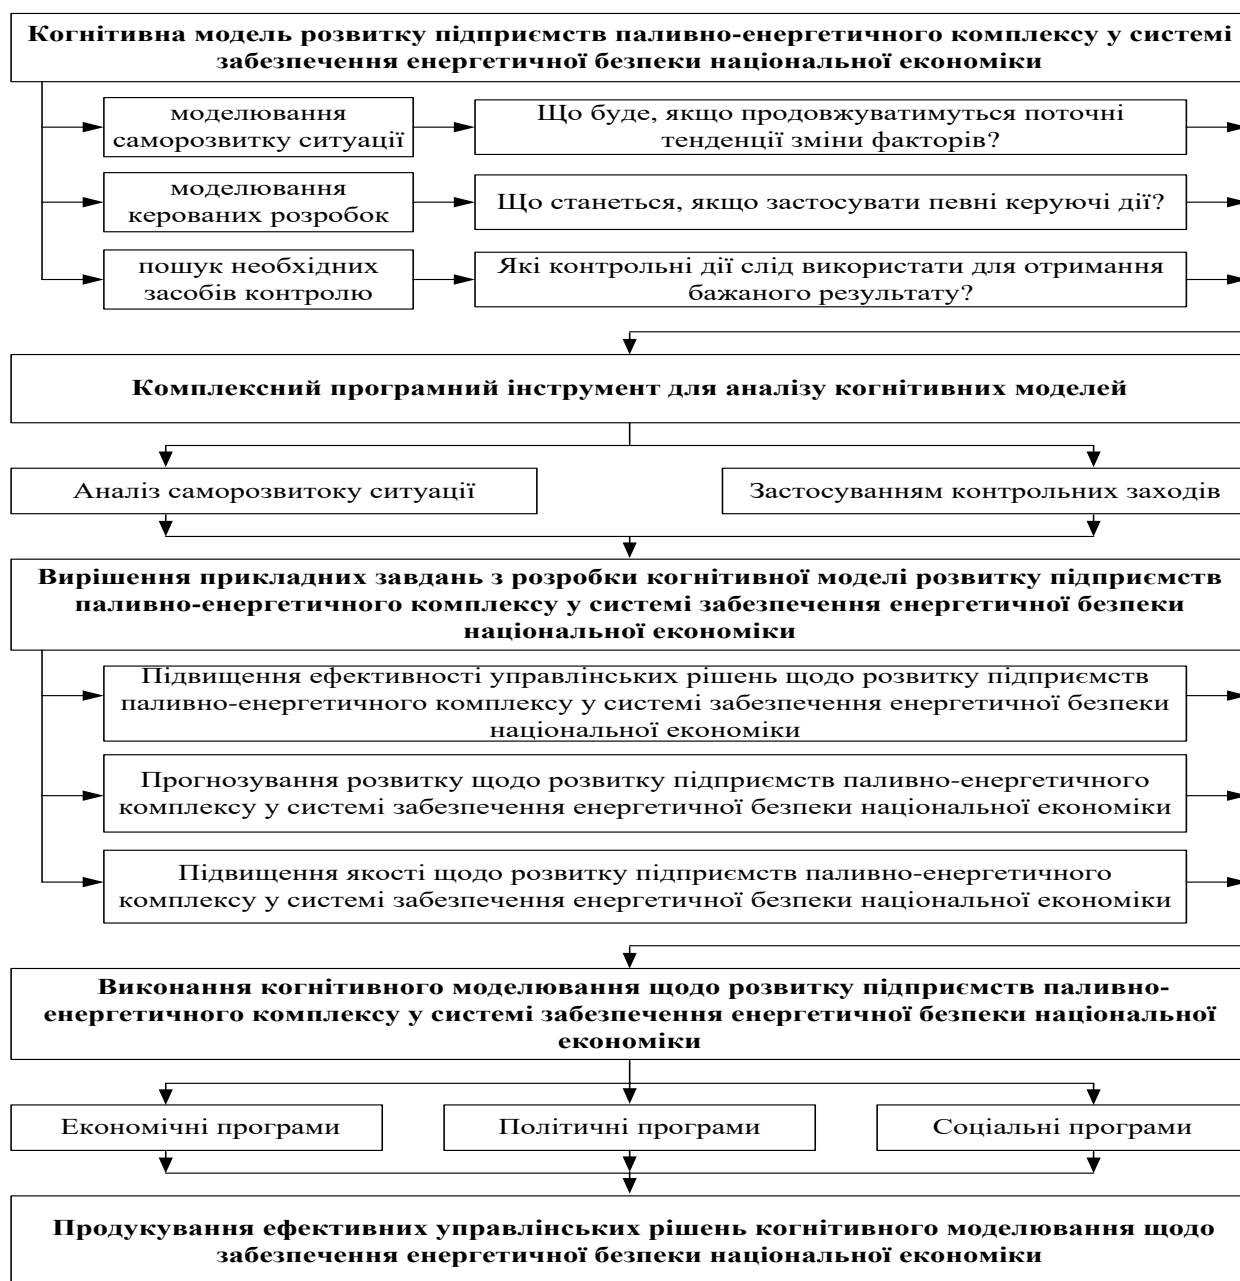 Когнітивна модель розвитку підприємств паливно-енергетичного комплексу у системі
забезпечення енергетичної безпеки національної економіки
моделювання
саморозвитку ситуації
Що буде, якщо продовжуватимуться поточні
тенденції зміни факторів?
моделювання
керованих розробок
Що станеться, якщо застосувати певні керуючі дії?
пошук необхідних
засобів контролю
Які контрольні дії слід використати для отримання
бажаного результату?
Комплексний програмний інструмент для аналізу когнітивних моделей
Аналіз саморозвитоку ситуації
Застосуванням контрольних заходів
Вирішення прикладних завдань з розробки когнітивної моделі розвитку підприємств
паливно-енергетичного комплексу у системі забезпечення енергетичної безпеки
національної економіки
Підвищення ефективності управлінських рішень щодо розвитку підприємств
паливно-енергетичного комплексу у системі забезпечення енергетичної безпеки
національної економіки
Прогнозування розвитку щодо розвитку підприємств паливно-енергетичного
комплексу у системі забезпечення енергетичної безпеки національної економіки
Підвищення якості щодо розвитку підприємств паливно-енергетичного
комплексу у системі забезпечення енергетичної безпеки національної економіки
Виконання когнітивного моделювання щодо розвитку підприємств паливно-
енергетичного комплексу у системі забезпечення енергетичної безпеки національної
економіки
Економічні програми
Політичні програми
Соціальні програми
Продукування ефективних управлінських рішень когнітивного моделювання щодо
забезпечення енергетичної безпеки національної економіки